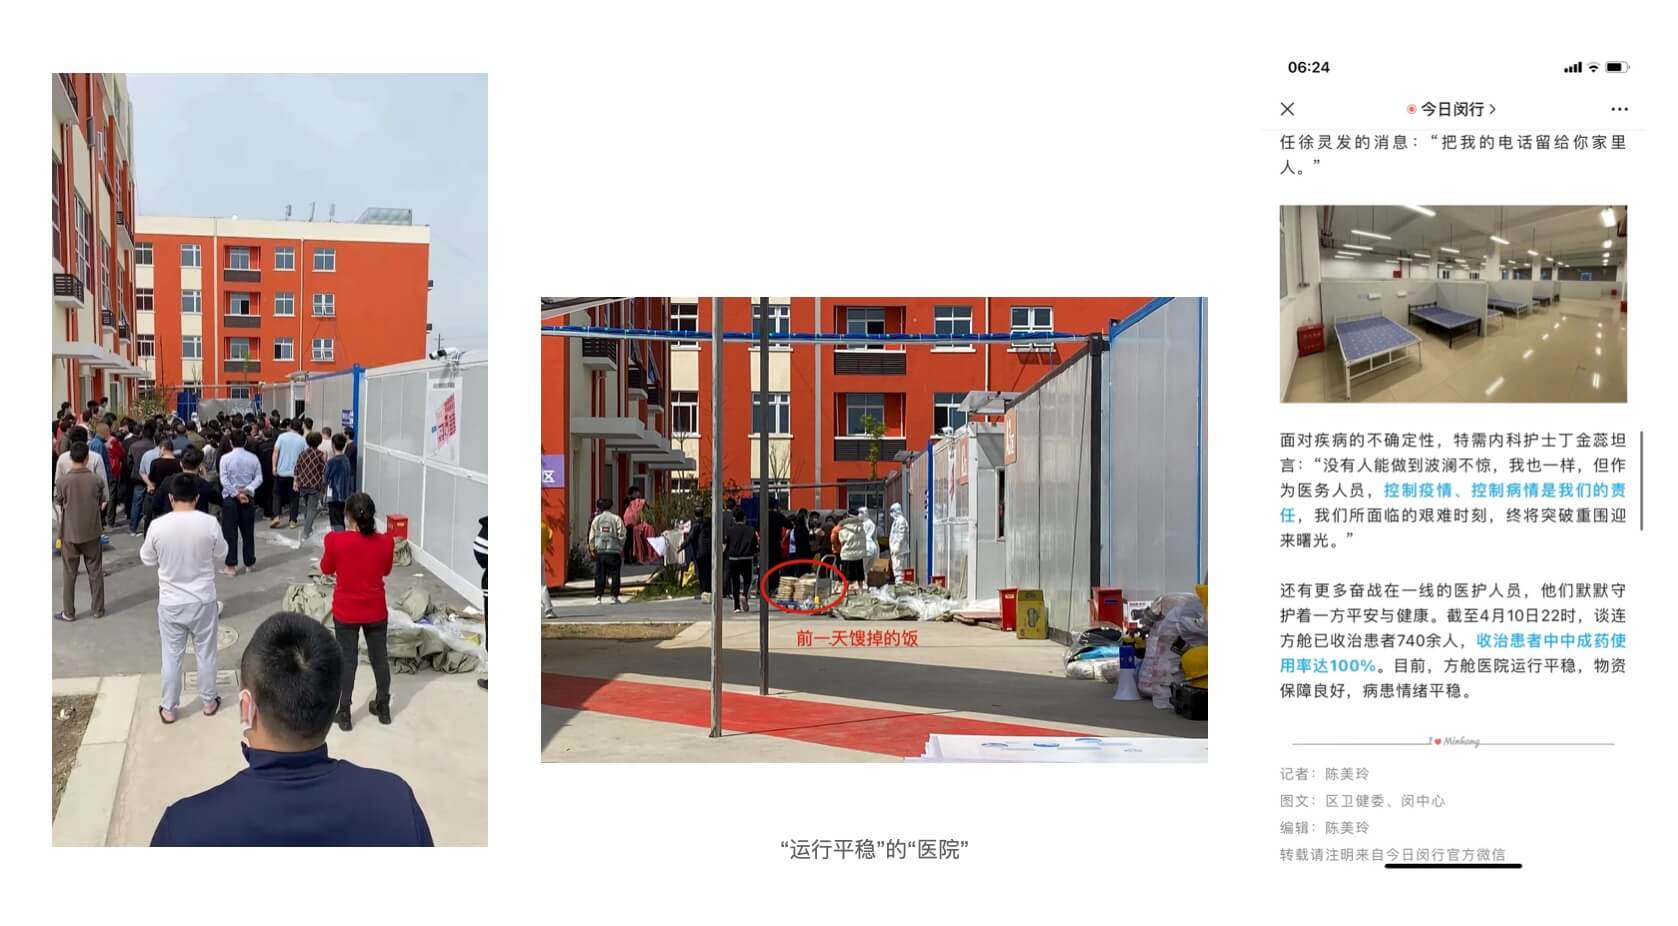 区
前一天馊掉的饭
“运行平稳”的“医院”
06:24
今日闵行
任徐灵发的消息：“把我的电话留给你家里
人。”
面对疾病的不确定性，特需内科护士丁金蕊坦
言：“没有人能做到波澜不惊，我也一样，但作
为医务人员，控制疫情、控制病情是我们的责
任，我们所面临的艰难时刻，终将突破重围迎
来曙光。”
还有更多奋战在一线的医护人员，他们默默守
护着一方平安与健康。截至4月10日22时，谈连
方舱已收治患者740余人，收治患者中中成药使
用率达100%。目前，方舱医院运行平稳，物资
保障良好，病患情绪平稳。
I Minhang
记者：陈美玲
图文：区卫健委、闵中心
编辑：陈美玲
转载请注明来自今日闵行官方微信